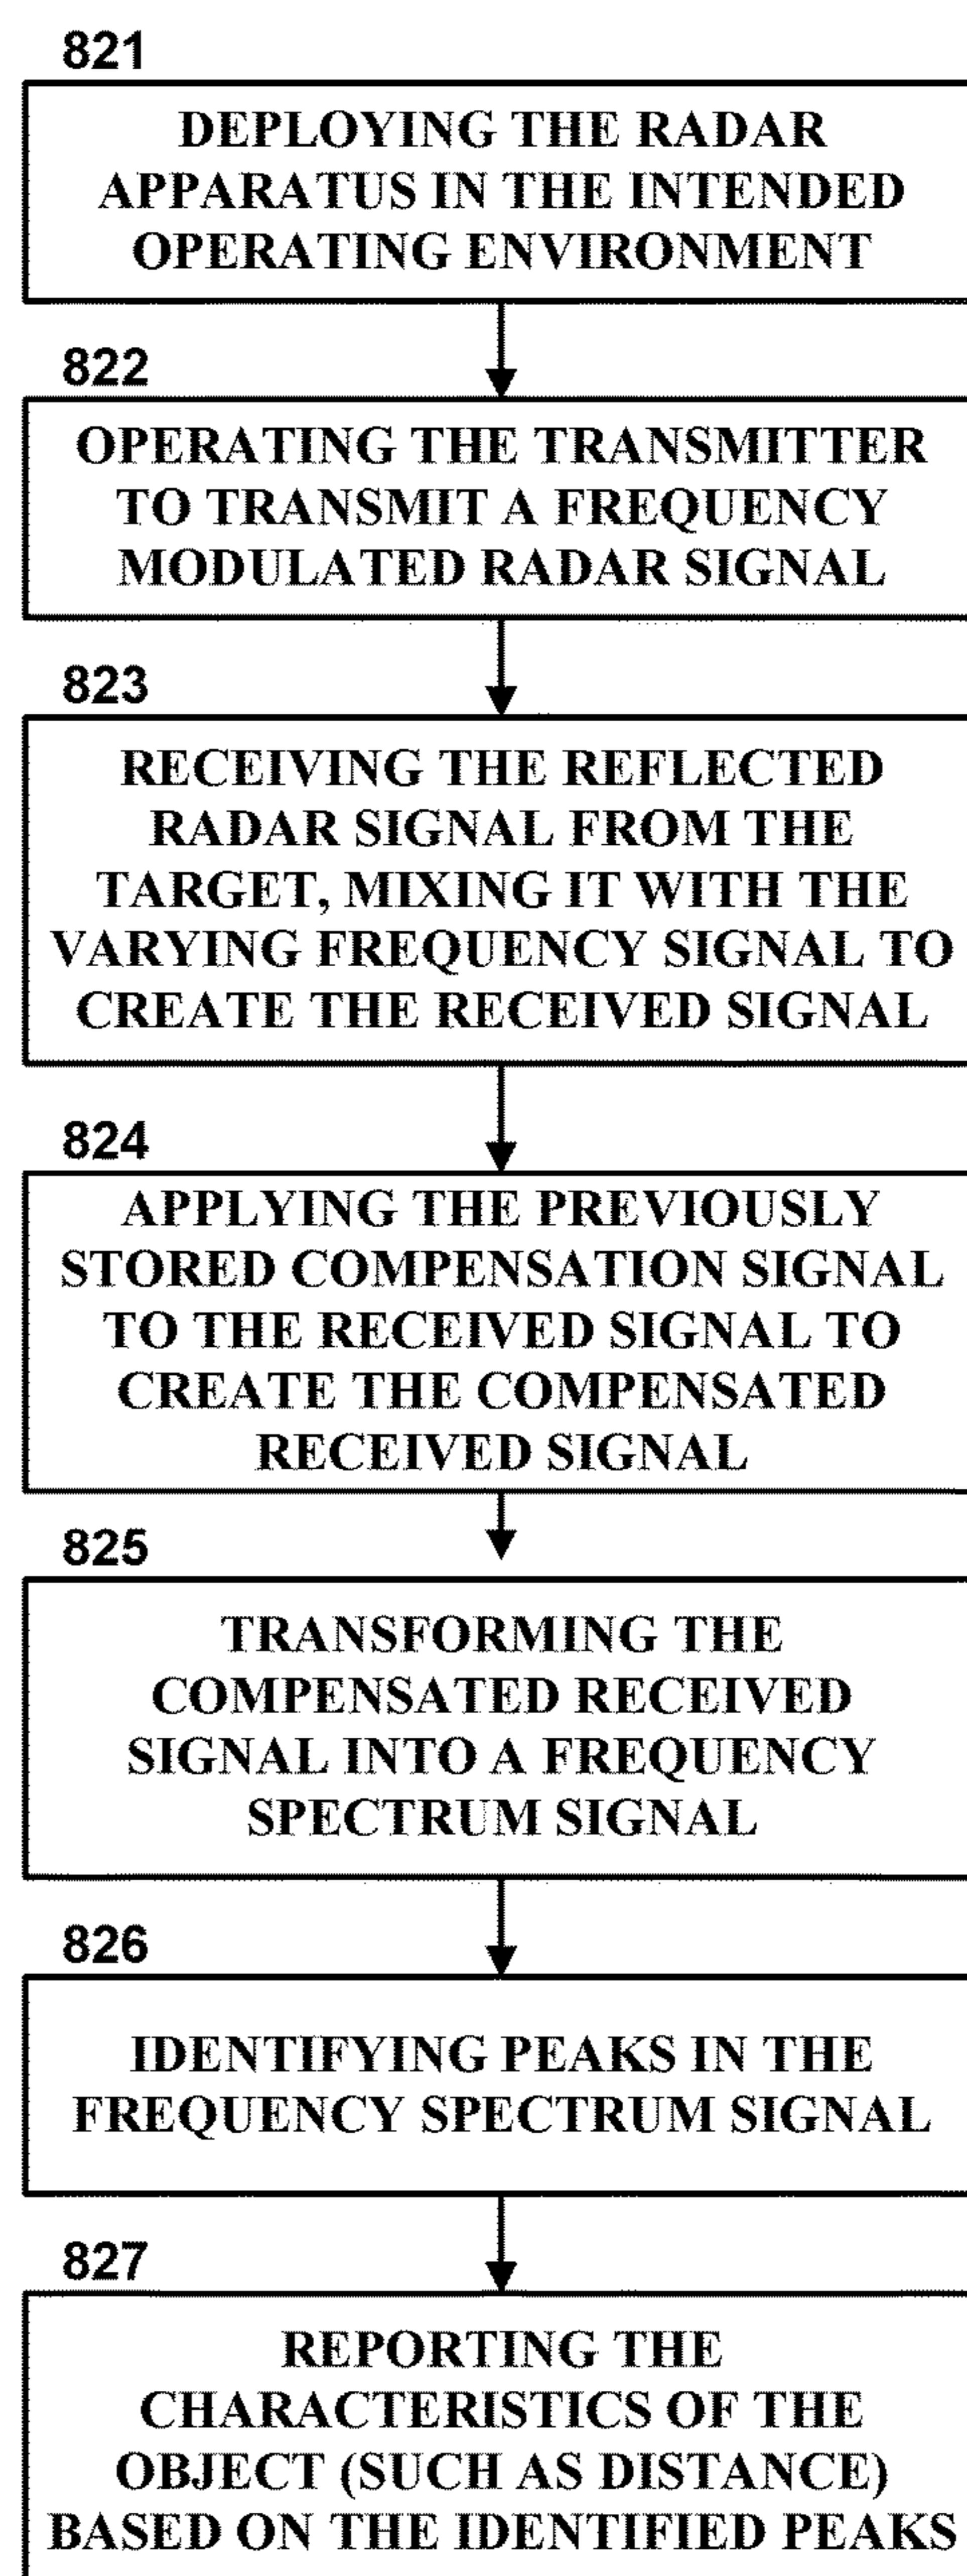 821
DEPLOYING THE RADAR
APPARATUS IN THE INTENDED
OPERATING ENVIRONMENT
822
OPERATING THE TRANSMITTER
TO TRANSMIT A FREQUENCY
MODULATED RADAR SIGNAL
823
RECEIVING THE REFLECTED
RADAR SIGNAL FROM THE
TARGET, MIXING IT WITH THE
VARYING FREQUENCY SIGNAL TO
CREATE THE RECEIVED SIGNAL
824
APPLYING THE PREVIOUSLY
STORED COMPENSATION SIGNAL
TO THE RECEIVED SIGNAL TO
CREATE THE COMPENSATED
RECEIVED SIGNAL
825
TRANSFORMING THE
COMPENSATED RECEIVED
SIGNAL INTO A FREQUENCY
SPECTRUM SIGNAL
826
IDENTIFYING PEAKS IN THE
FREQUENCY SPECTRUM SIGNAL
827
REPORTING THE
CHARACTERISTICS OF THE
OBJECT (SUCH AS DISTANCE)
BASED ON THE IDENTIFIED PEAKS